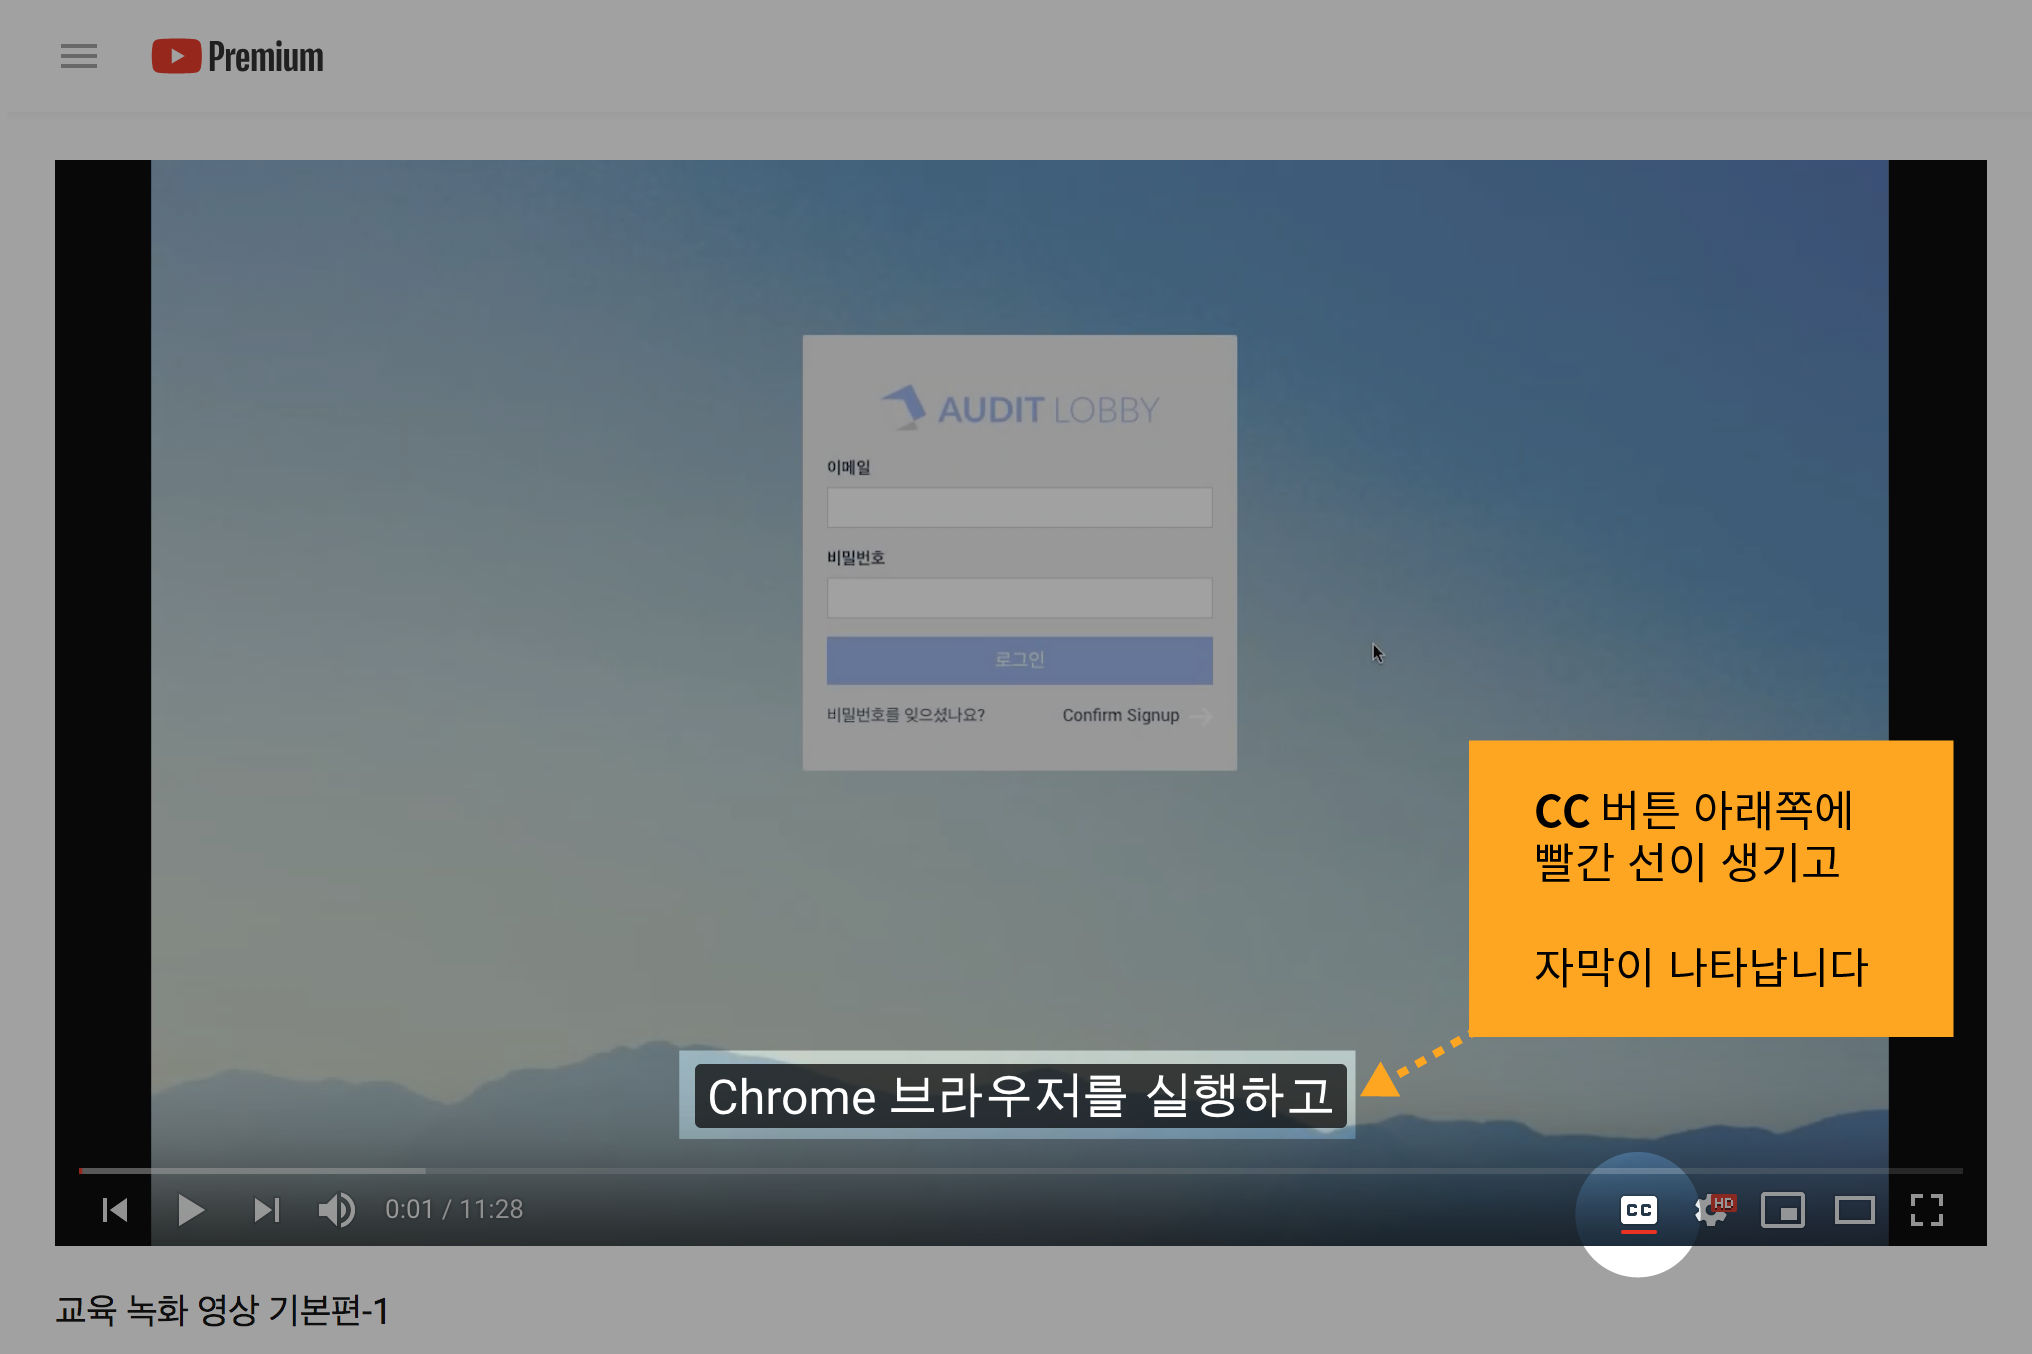 Premium
AUDIT LOBBY
이메일
비밀번호
로그인
비밀번호를 잊으셨나요?
Confirm Signup
CC 버튼 아래쪽에
빨간 선이 생기고
자막이 나타납니다
Chrome 브라우저를 실행하고
0:01 / 11:28
CC
HD
교육 녹화 영상 기본편-1